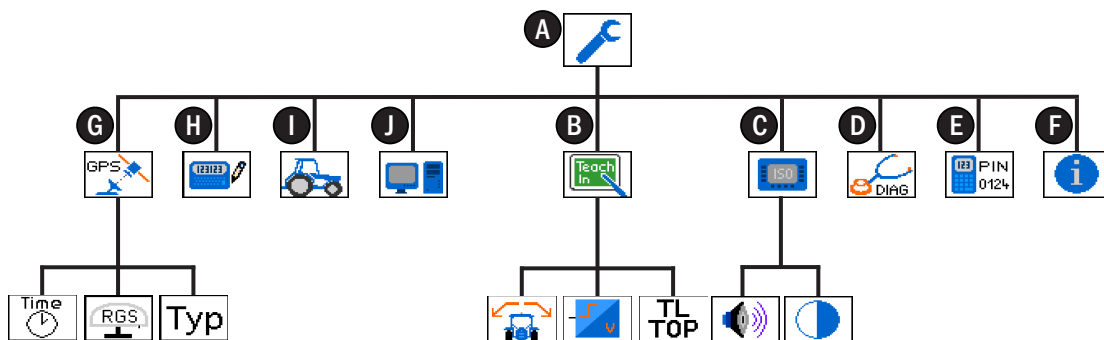 A
G
H
I
J
B
C
D
E
F
GPS
123123
Teach
In
ISO
DIAG
123
PIN
0124
i
Time
RGS
Typ
v
TL
TOP